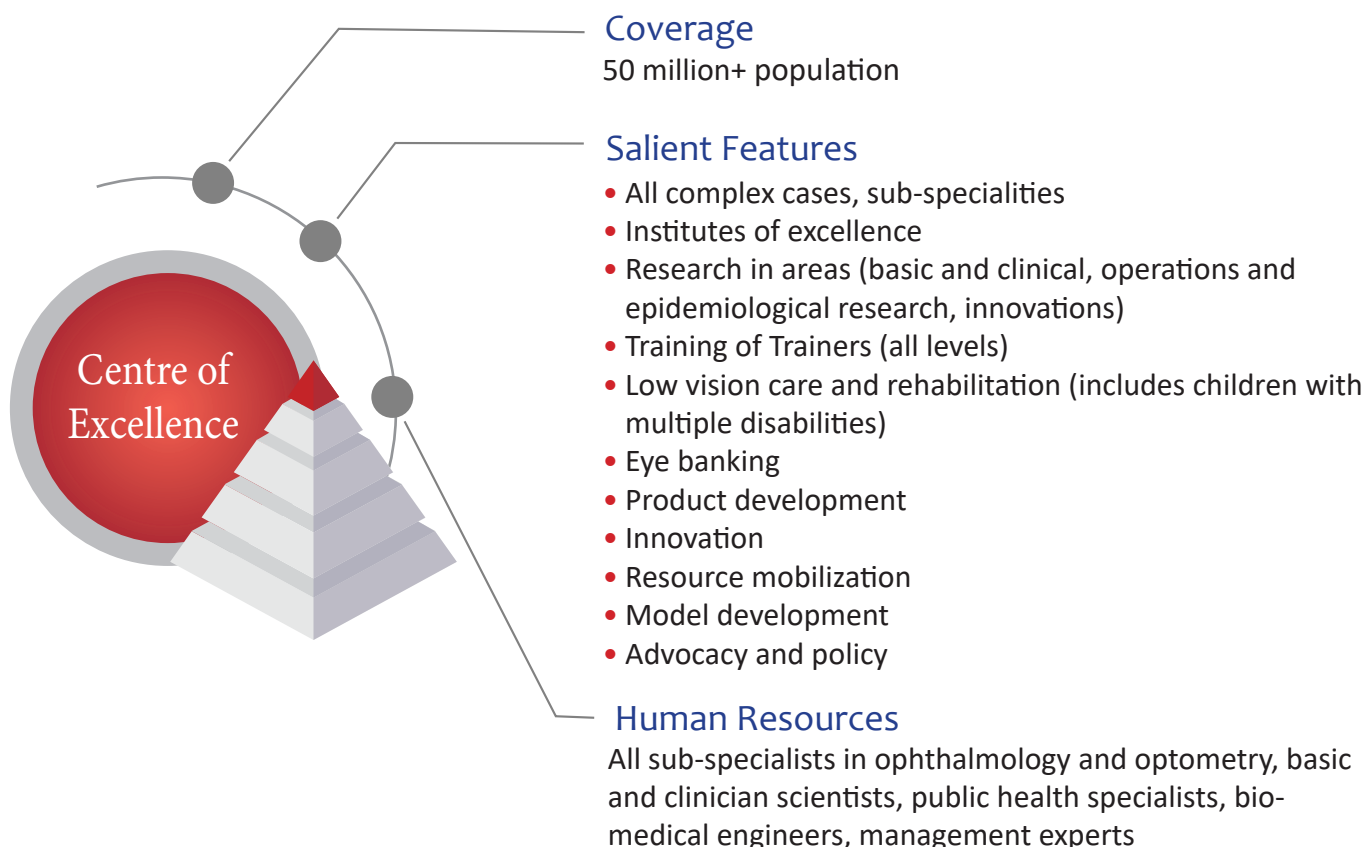 Coverage
50 million+ population
Salient Features
• All complex cases, sub-specialities
• Institutes of excellence
• Research in areas (basic and clinical, operations and
epidemiological research, innovations)
• Training of Trainers (all levels)
• Low vision care and rehabilitation (includes children with
multiple disabilities)
• Eye banking
• Product development
• Innovation
• Resource mobilization
• Model development
• Advocacy and policy
Centre of
Excellence
Human Resources
All sub-specialists in ophthalmology and optometry, basic
and clinician scientists, public health specialists, bio-
medical engineers, management experts